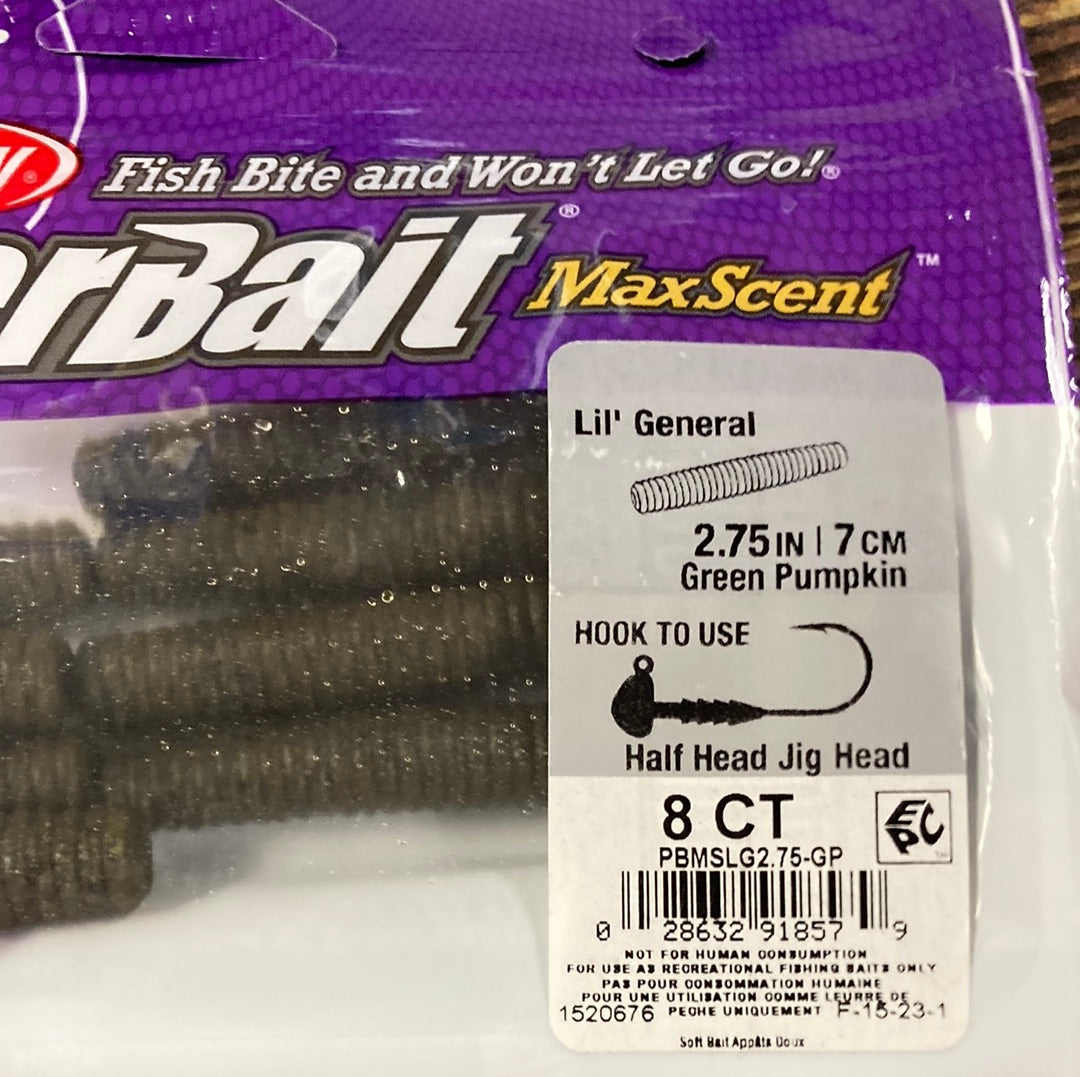 Fish Bite and Won't Let Go!®
erBait®
MaxScent™
Lil' General
2.75 IN | 7 CM
Green Pumpkin
HOOK TO USE
Half Head Jig Head
8 CT
EPC
PBMSLG2.75-GP
0 28632 91857 9
NOT FOR HUMAN CONSUMPTION
FOR USE AS RECREATIONAL FISHING BAITS ONLY
PAS POUR CONSOMMATION HUMAINE
POUR UNE UTILISATION COMME LEURRE DE
1520676 PECHE UNIQUEMENT F-15-23-1
Soft Bait Appâts Doux